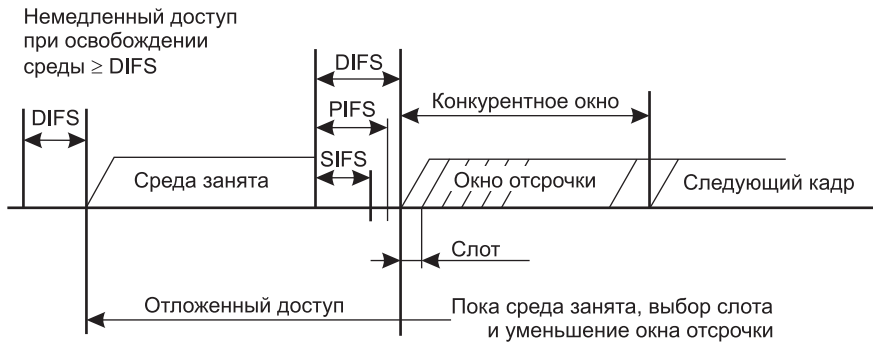 Немедленный доступ
при освобождении
среды ≥ DIFS
DIFS
DIFS
PIFS
SIFS
Конкурентное окно
Среда занята
Окно отсрочки
Следующий кадр
Слот
Отложенный доступ
Пока среда занята, выбор слота
и уменьшение окна отсрочки